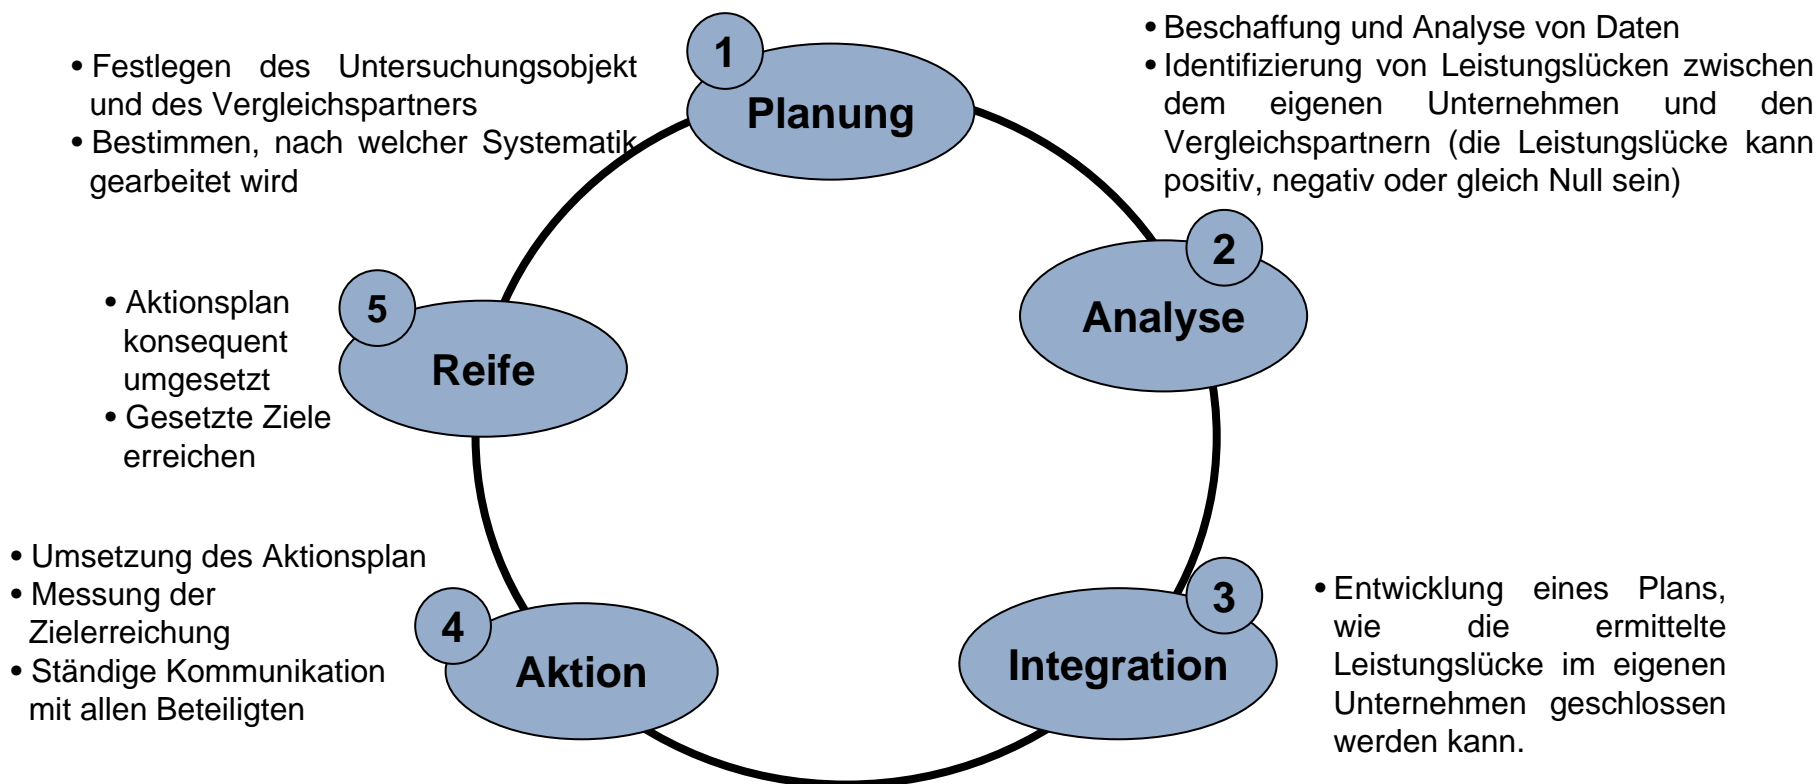 1
Planung
• Festlegen des Untersuchungsobjekt
und des Vergleichspartners
• Bestimmen, nach welcher Systematik
gearbeitet wird
• Beschaffung und Analyse von Daten
• Identifizierung von Leistungslücken zwischen
dem eigenen Unternehmen und den
Vergleichspartnern (die Leistungslücke kann
positiv, negativ oder gleich Null sein)
2
Analyse
3
Integration
• Entwicklung eines Plans,
wie die ermittelte
Leistungslücke im eigenen
Unternehmen geschlossen
werden kann.
4
Aktion
• Umsetzung des Aktionsplan
• Messung der
Zielerreichung
• Ständige Kommunikation
mit allen Beteiligten
5
Reife
• Aktionsplan
konsequent
umgesetzt
• Gesetzte Ziele
erreichen